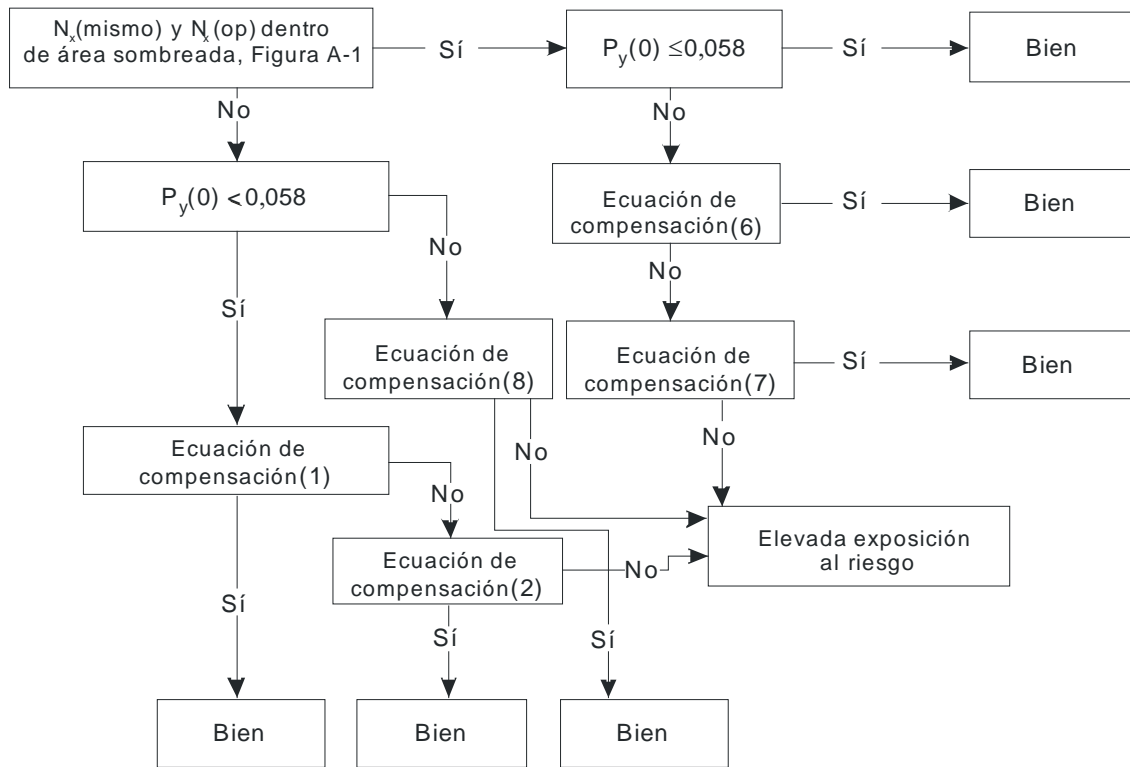 Nx(mismo) y Nx(op) dentro
de área sombreada, Figura A-1
Sí
Py(0) ≤0,058
Sí
Bien
No
No
Py(0) <0,058
Ecuación de
compensación(6)
Sí
Bien
No
No
Sí
Ecuación de
compensación(8)
Ecuación de
compensación(7)
Sí
Bien
Ecuación de
compensación(1)
No
No
No
Ecuación de
compensación(2)
No
Elevada exposición
al riesgo
Sí
Sí
Sí
Bien
Bien
Bien